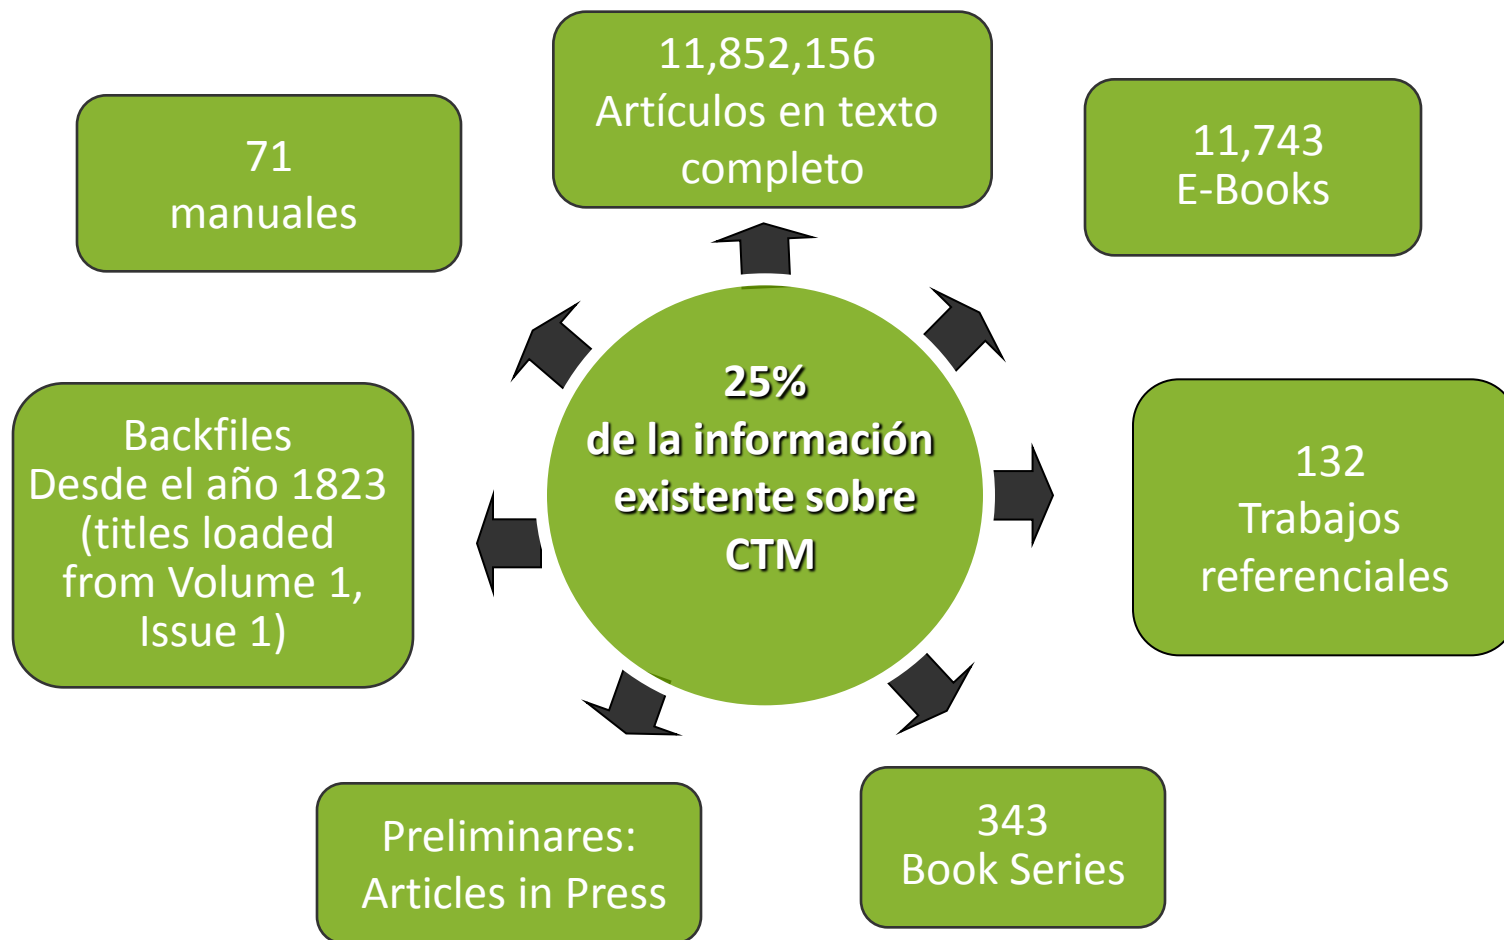 11,852,156
Artículos en texto
completo
71
manuales
11,743
E-Books
25%
de la información
existente sobre
CTM
Backfiles
Desde el año 1823
(titles loaded
from Volume 1,
Issue 1)
132
Trabajos
referenciales
Preliminares:
Articles in Press
343
Book Series